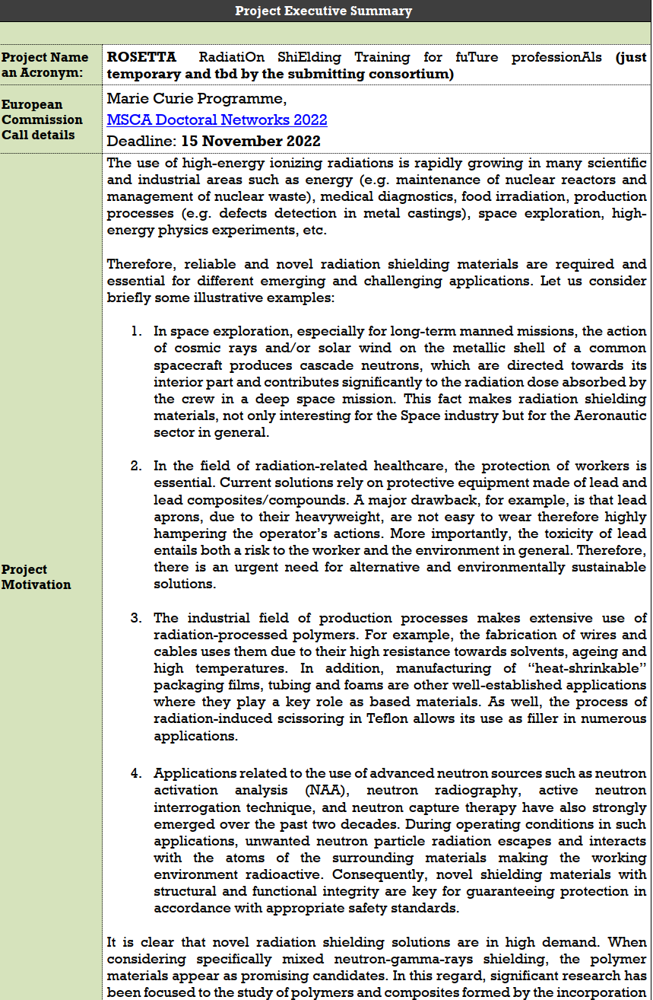 Project Executive Summary
Project Name
an Acronym:
ROSETTA RadiatiOn ShiElding Training for fuTure professionAls (just
temporary and tbd by the submitting consortium)
European
Commission
Call details
Marie Curie Programme,
MSCA Doctoral Networks 2022
Deadline: 15 November 2022
Project
Motivation
The use of high-energy ionizing radiations is rapidly growing in many scientific
and industrial areas such as energy (e.g. maintenance of nuclear reactors and
management of nuclear waste), medical diagnostics, food irradiation, production
processes (e.g. defects detection in metal castings), space exploration, high-
energy physics experiments, etc.
Therefore, reliable and novel radiation shielding materials are required and
essential for different emerging and challenging applications. Let us consider
briefly some illustrative examples:
1. In space exploration, especially for long-term manned missions, the action
of cosmic rays and/or solar wind on the metallic shell of a common
spacecraft produces cascade neutrons, which are directed towards its
interior part and contributes significantly to the radiation dose absorbed by
the crew in a deep space mission. This fact makes radiation shielding
materials, not only interesting for the Space industry but for the Aeronautic
sector in general.
2. In the field of radiation-related healthcare, the protection of workers is
essential. Current solutions rely on protective equipment made of lead and
lead composites/compounds. A major drawback, for example, is that lead
aprons, due to their heavyweight, are not easy to wear therefore highly
hampering the operator's actions. More importantly, the toxicity of lead
entails both a risk to the worker and the environment in general. Therefore,
there is an urgent need for alternative and environmentally sustainable
solutions.
3. The industrial field of production processes makes extensive use of
radiation-processed polymers. For example, the fabrication of wires and
cables uses them due to their high resistance towards solvents, ageing and
high temperatures. In addition, manufacturing of “heat-shrinkable”
packaging films, tubing and foams are other well-established applications
where they play a key role as based materials. As well, the process of
radiation-induced scissoring in Teflon allows its use as filler in numerous
applications.
4. Applications related to the use of advanced neutron sources such as neutron
activation analysis (NAA), neutron radiography, active neutron
interrogation technique, and neutron capture therapy have also strongly
emerged over the past two decades. During operating conditions in such
applications, unwanted neutron particle radiation escapes and interacts
with the atoms of the surrounding materials making the working
environment radioactive. Consequently, novel shielding materials with
structural and functional integrity are key for guaranteeing protection in
accordance with appropriate safety standards.
It is clear that novel radiation shielding solutions are in high demand. When
considering specifically mixed neutron-gamma-rays shielding, the polymer
materials appear as promising candidates. In this regard, significant research has
been focused to the study of polymers and composites formed by the incorporation